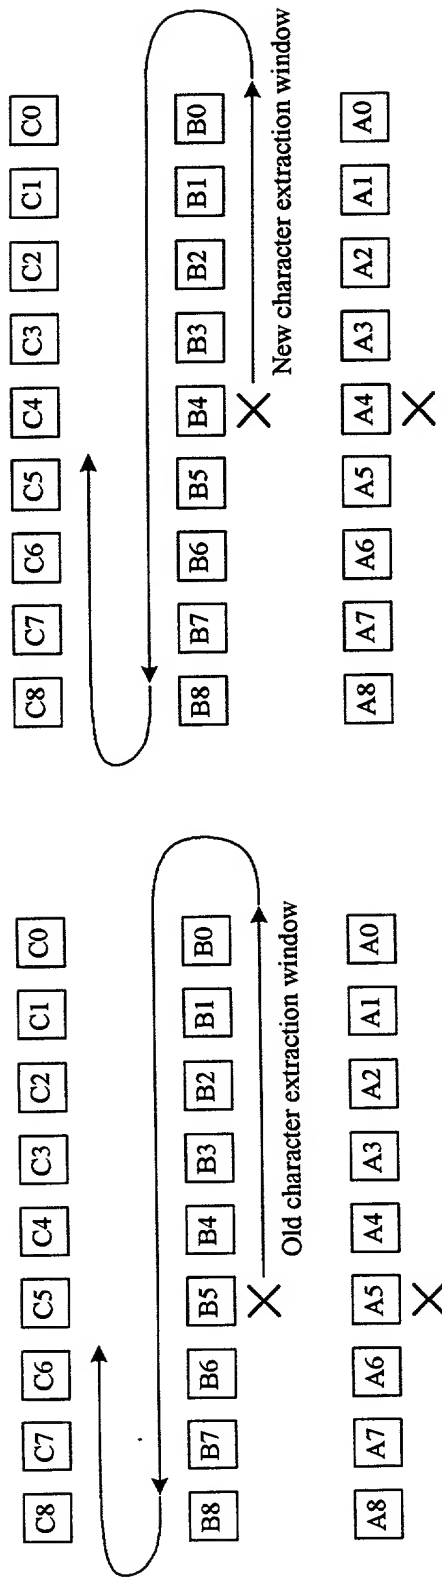 C8 C7 C6 C5 C4 C3 C2 C1 C0
B8 B7 B6 B5 B4 B3 B2 B1 B0
Old character extraction window
A8 A7 A6 A5 A4 A3 A2 A1 A0
C8 C7 C6 C5 C4 C3 C2 C1 C0
B8 B7 B6 B5 B4 B3 B2 B1 B0
New character extraction window
A8 A7 A6 A5 A4 A3 A2 A1 A0